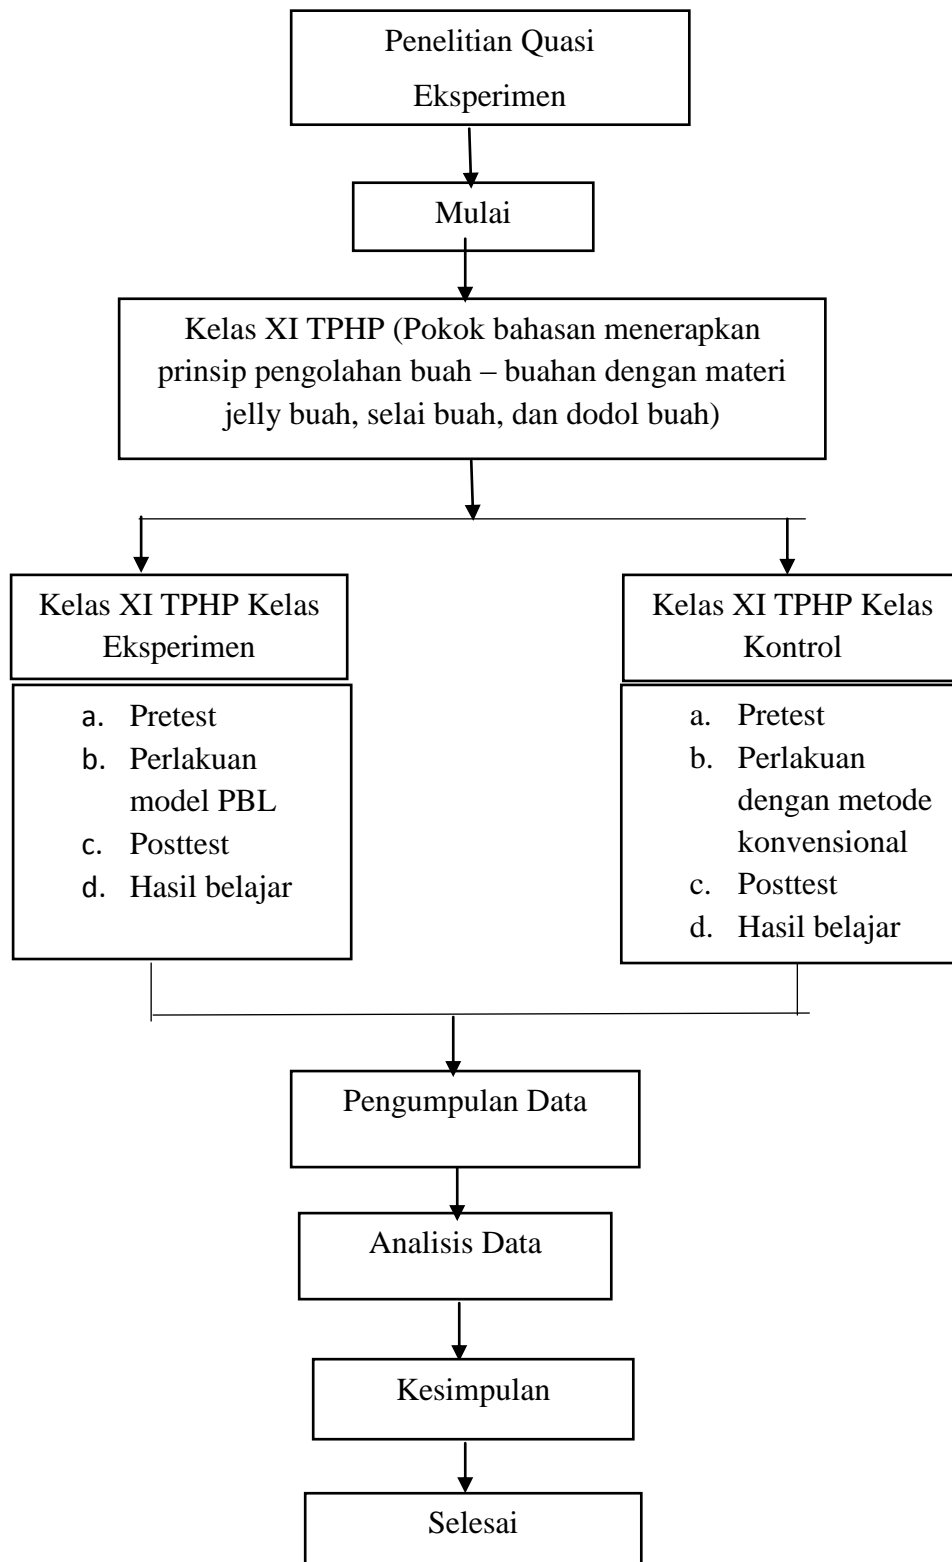 Penelitian Quasi
Eksperimen
Mulai
Kelas XI TPHP (Pokok bahasan menerapkan
prinsip pengolahan buah – buahan dengan materi
jelly buah, selai buah, dan dodol buah)
Kelas XI TPHP Kelas
Eksperimen
a. Pretest
b. Perlakuan
model PBL
c. Posttest
d. Hasil belajar
Kelas XI TPHP Kelas
Kontrol
a. Pretest
b. Perlakuan
dengan metode
konvensional
c. Posttest
d. Hasil belajar
Pengumpulan Data
Analisis Data
Kesimpulan
Selesai